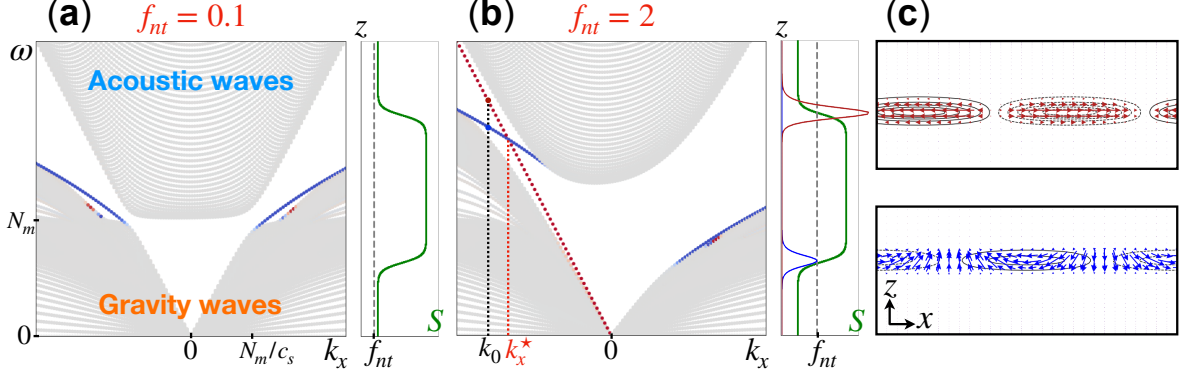 (a) f_nt = 0.1
ω
Acoustic waves
N_m
Gravity waves
0
0 N_m/c_s k_x
z
S
f_nt
(b) f_nt = 2
k_0 k_x^★ 0 k_x
z
S
f_nt
(c)
z
x